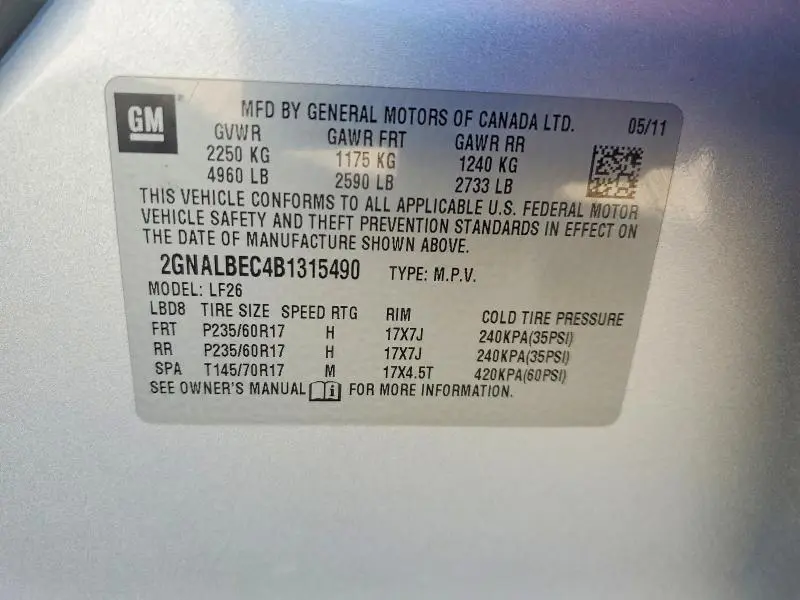 GM
MFD BY GENERAL MOTORS OF CANADA LTD. 05/11
GVWR GAWR FRT GAWR RR
2250 KG 1175 KG 1240 KG
4960 LB 2590 LB 2733 LB
THIS VEHICLE CONFORMS TO ALL APPLICABLE U.S. FEDERAL MOTOR
VEHICLE SAFETY AND THEFT PREVENTION STANDARDS IN EFFECT ON
THE DATE OF MANUFACTURE SHOWN ABOVE.
2GNALBEC4B1315490 TYPE: M.P.V.
MODEL: LF26
LBD8 TIRE SIZE SPEED RTG RIM COLD TIRE PRESSURE
FRT P235/60R17 H 17X7J 240KPA(35PSI)
RR P235/60R17 H 17X7J 240KPA(35PSI)
SPA T145/70R17 M 17X4.5T 420KPA(60PSI)
SEE OWNER'S MANUAL FOR MORE INFORMATION.